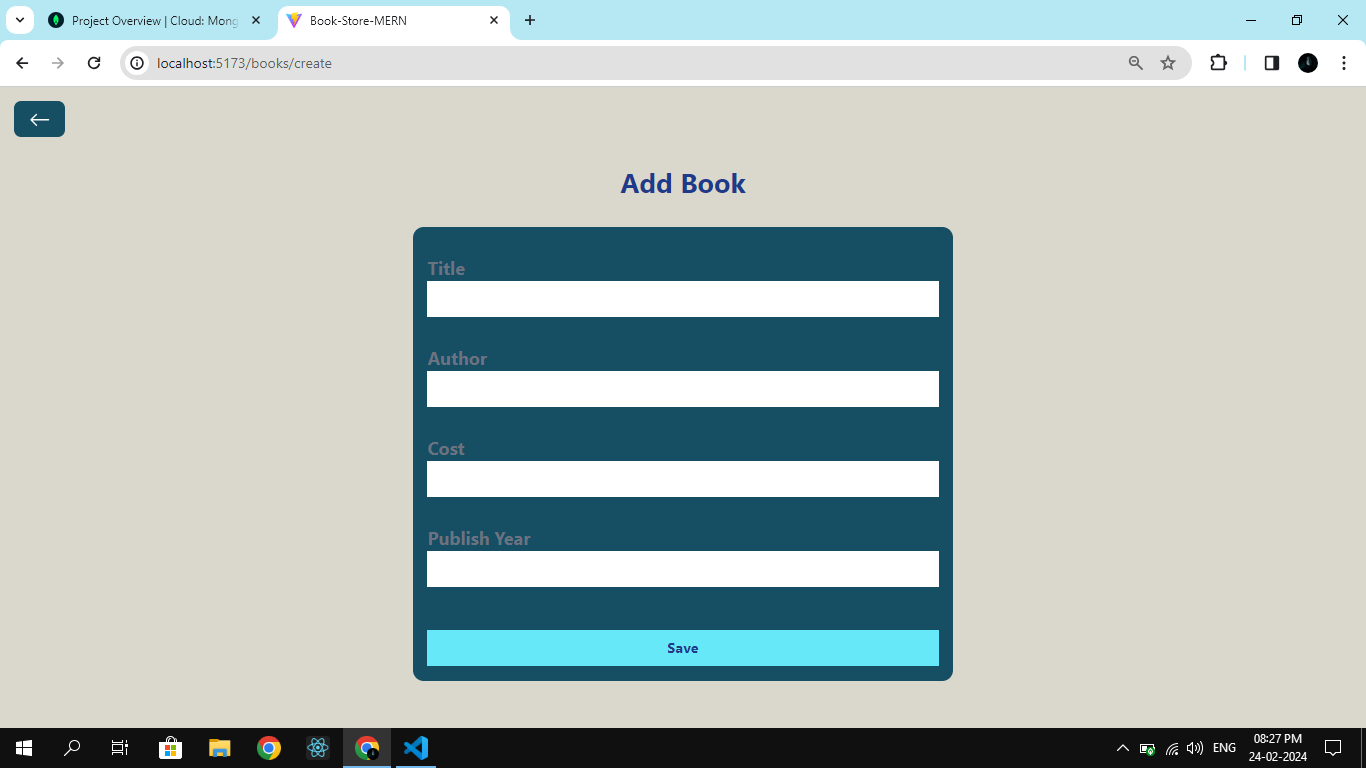 Project Overview | Cloud: Mong
Book-Store-MERN
localhost:5173/books/create
Add Book
Title
Author
Cost
Publish Year
Save
ENG
08:27 PM
24-02-2024